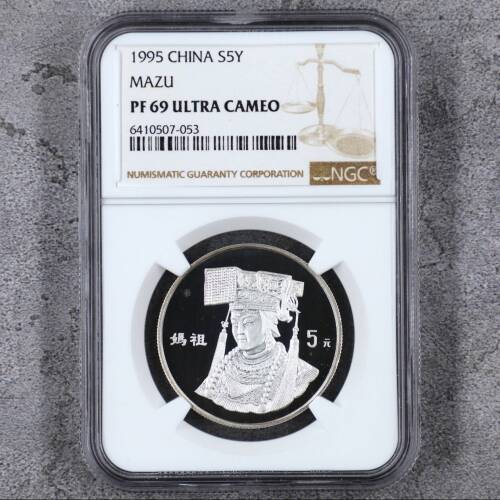 1995 CHINA S5Y
MAZU
PF 69 ULTRA CAMEO
6410507-053
NUMISMATIC GUARANTY CORPORATION
NGC®
媽祖
5元